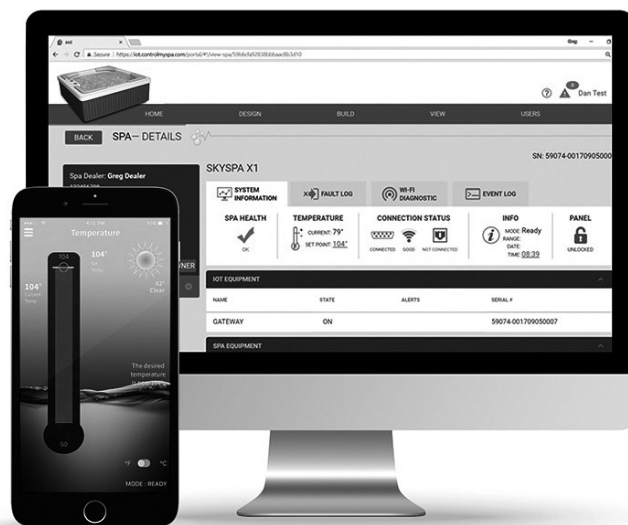 Greg
Secure | https://iot.controlmyspa.com/portal/#!/view-spa/
Dan Test
HOME DESIGN BUILD VIEW USERS
BACK SPA— DETAILS
SN: 59074-00170905000
Spa Dealer: Greg Dealer
SKYSPA X1
SYSTEM INFORMATION
FAULT LOG
WI-FI DIAGNOSTIC
EVENT LOG
SPA HEALTH
OK
TEMPERATURE
CURRENT: 79°
SET POINT: 104°
CONNECTION STATUS
CONNECTED GOOD NOT CONNECTED
INFO
MODE: Ready
RANGE:
DATE:
TIME: 08:39
PANEL
UNLOCKED
IOT EQUIPMENT
NAME STATE ALERTS SERIAL #
GATEWAY ON 59074-001709050007
SPA EQUIPMENT
WNER
Temperature
104
104°
Set
Temp
104°
Current
Temp
Clear
The desired
temperature
50
°F °C
MODE : READY